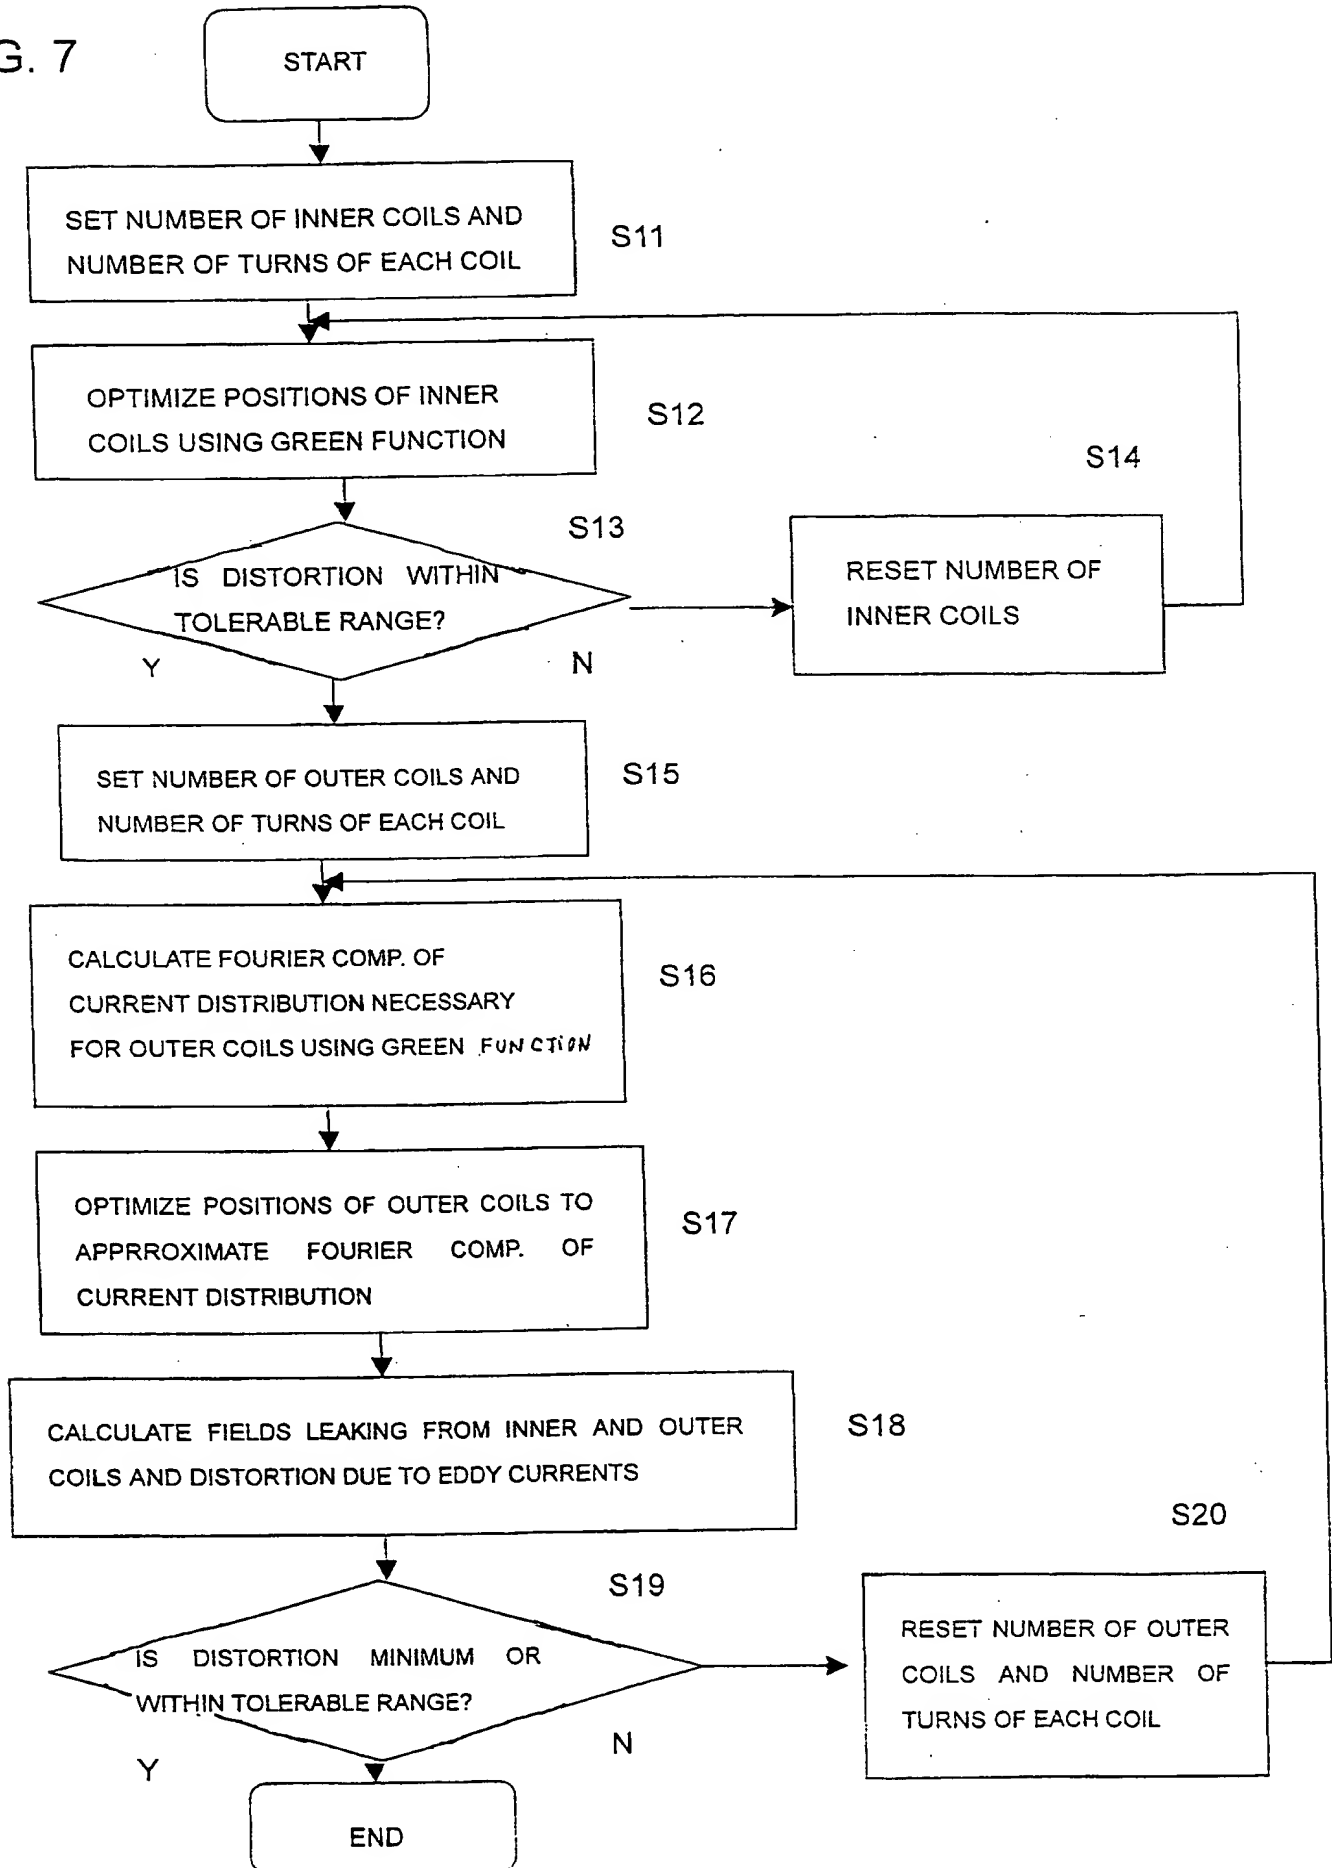 G. 7
START
SET NUMBER OF INNER COILS AND
NUMBER OF TURNS OF EACH COIL
S11
OPTIMIZE POSITIONS OF INNER
COILS USING GREEN FUNCTION
S12
S14
S13
IS DISTORTION WITHIN
TOLERABLE RANGE?
RESET NUMBER OF
INNER COILS
Y
N
SET NUMBER OF OUTER COILS AND
NUMBER OF TURNS OF EACH COIL
S15
CALCULATE FOURIER COMP. OF
CURRENT DISTRIBUTION NECESSARY
FOR OUTER COILS USING GREEN FUNCTION
S16
OPTIMIZE POSITIONS OF OUTER COILS TO
APPRROXIMATE FOURIER COMP. OF
CURRENT DISTRIBUTION
S17
CALCULATE FIELDS LEAKING FROM INNER AND OUTER
COILS AND DISTORTION DUE TO EDDY CURRENTS
S18
S20
S19
IS DISTORTION MINIMUM OR
WITHIN TOLERABLE RANGE?
RESET NUMBER OF OUTER
COILS AND NUMBER OF
TURNS OF EACH COIL
Y
N
END